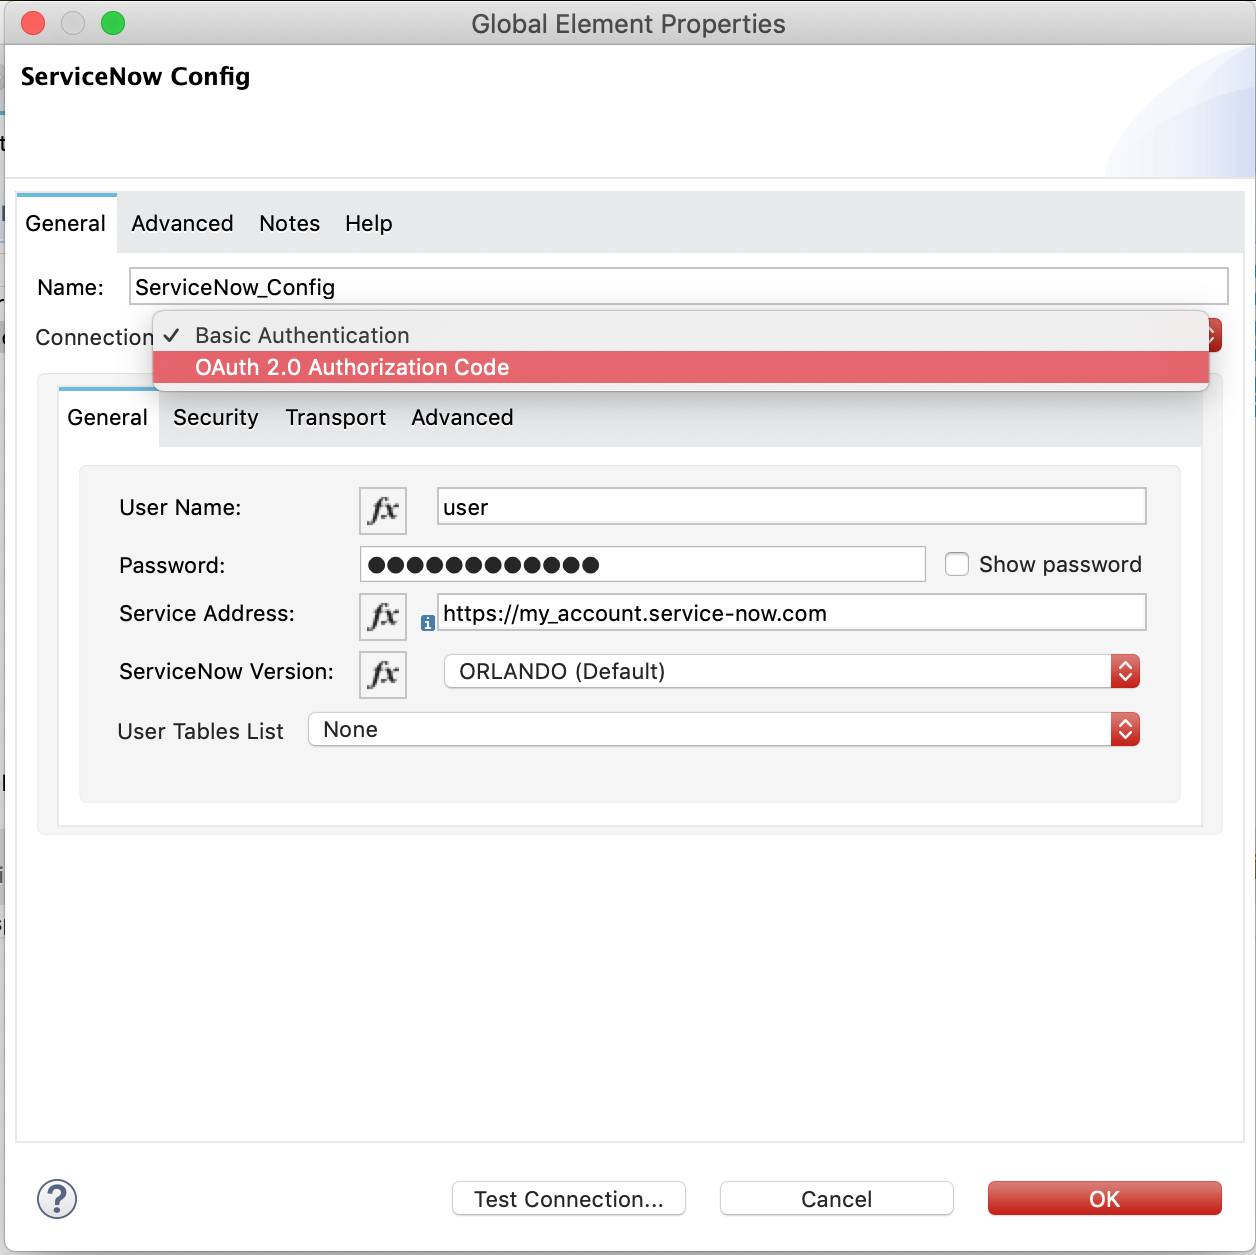 Global Element Properties
ServiceNow Config
General Advanced Notes Help
Name: ServiceNow_Config
Connection ✓ Basic Authentication
OAuth 2.0 Authorization Code
General Security Transport Advanced
User Name: fx user
Password: ●●●●●●●●●●●● Show password
Service Address: fx i https://my_account.service-now.com
ServiceNow Version: fx ORLANDO (Default)
User Tables List None
? Test Connection... Cancel OK